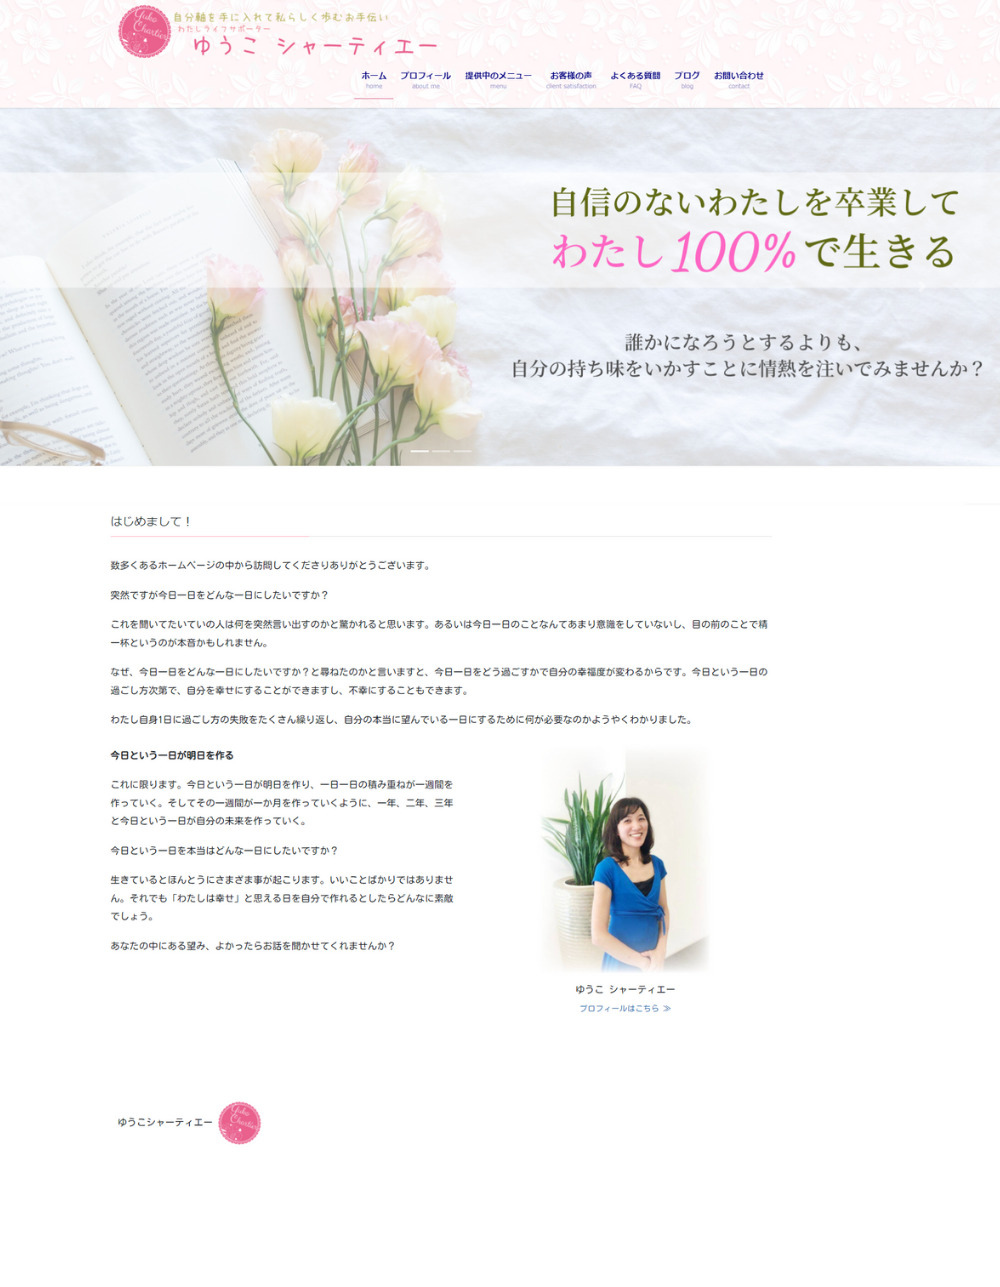 Yuko
Chartier
自分軸を手に入れて私らしく歩むお手伝い
わたしライフサポーター
ゆうこ シャーティエー
ホーム プロフィール 提供中のメニュー お客様の声 よくある質問 ブログ お問い合わせ
home about me menu client satisfaction FAQ blog contact
自信のないわたしを卒業して
わたし100%で生きる
誰かになろうとするよりも、
自分の持ち味をいかすことに情熱を注いでみませんか？
はじめまして！
数多くあるホームページの中から訪問してくださりありがとうございます。
突然ですが今日一日をどんな一日にしたいですか？
これを聞いてたいていの人は何を突然言い出すのかと驚かれると思います。あるいは今日一日のことなんてあまり意識をしていないし、目の前のことで精
一杯というのが本音かもしれません。
なぜ、今日一日をどんな一日にしたいですか？と尋ねたのかと言いますと、今日一日をどう過ごすかで自分の幸福度が変わるからです。今日という一日の
過ごし方次第で、自分を幸せにすることができますし、不幸にすることもできます。
わたし自身1日に過ごし方の失敗をたくさん繰り返し、自分の本当に望んでいる一日にするために何が必要なのかようやくわかりました。
今日という一日が明日を作る
これに限ります。今日という一日が明日を作り、一日一日の積み重ねが一週間を
作っていく。そしてその一週間が一か月を作っていくように、一年、二年、三年
と今日という一日が自分の未来を作っていく。
今日という一日を本当はどんな一日にしたいですか？
生きているとほんとうにさまざま事が起こります。いいことばかりではありませ
ん。それでも「わたしは幸せ」と思える日を自分で作れるとしたらどんなに素敵
でしょう。
あなたの中にある望み、よかったらお話を聞かせてくれませんか？
ゆうこ シャーティエー
プロフィールはこちら ≫
ゆうこシャーティエー
Yuko
Chartier